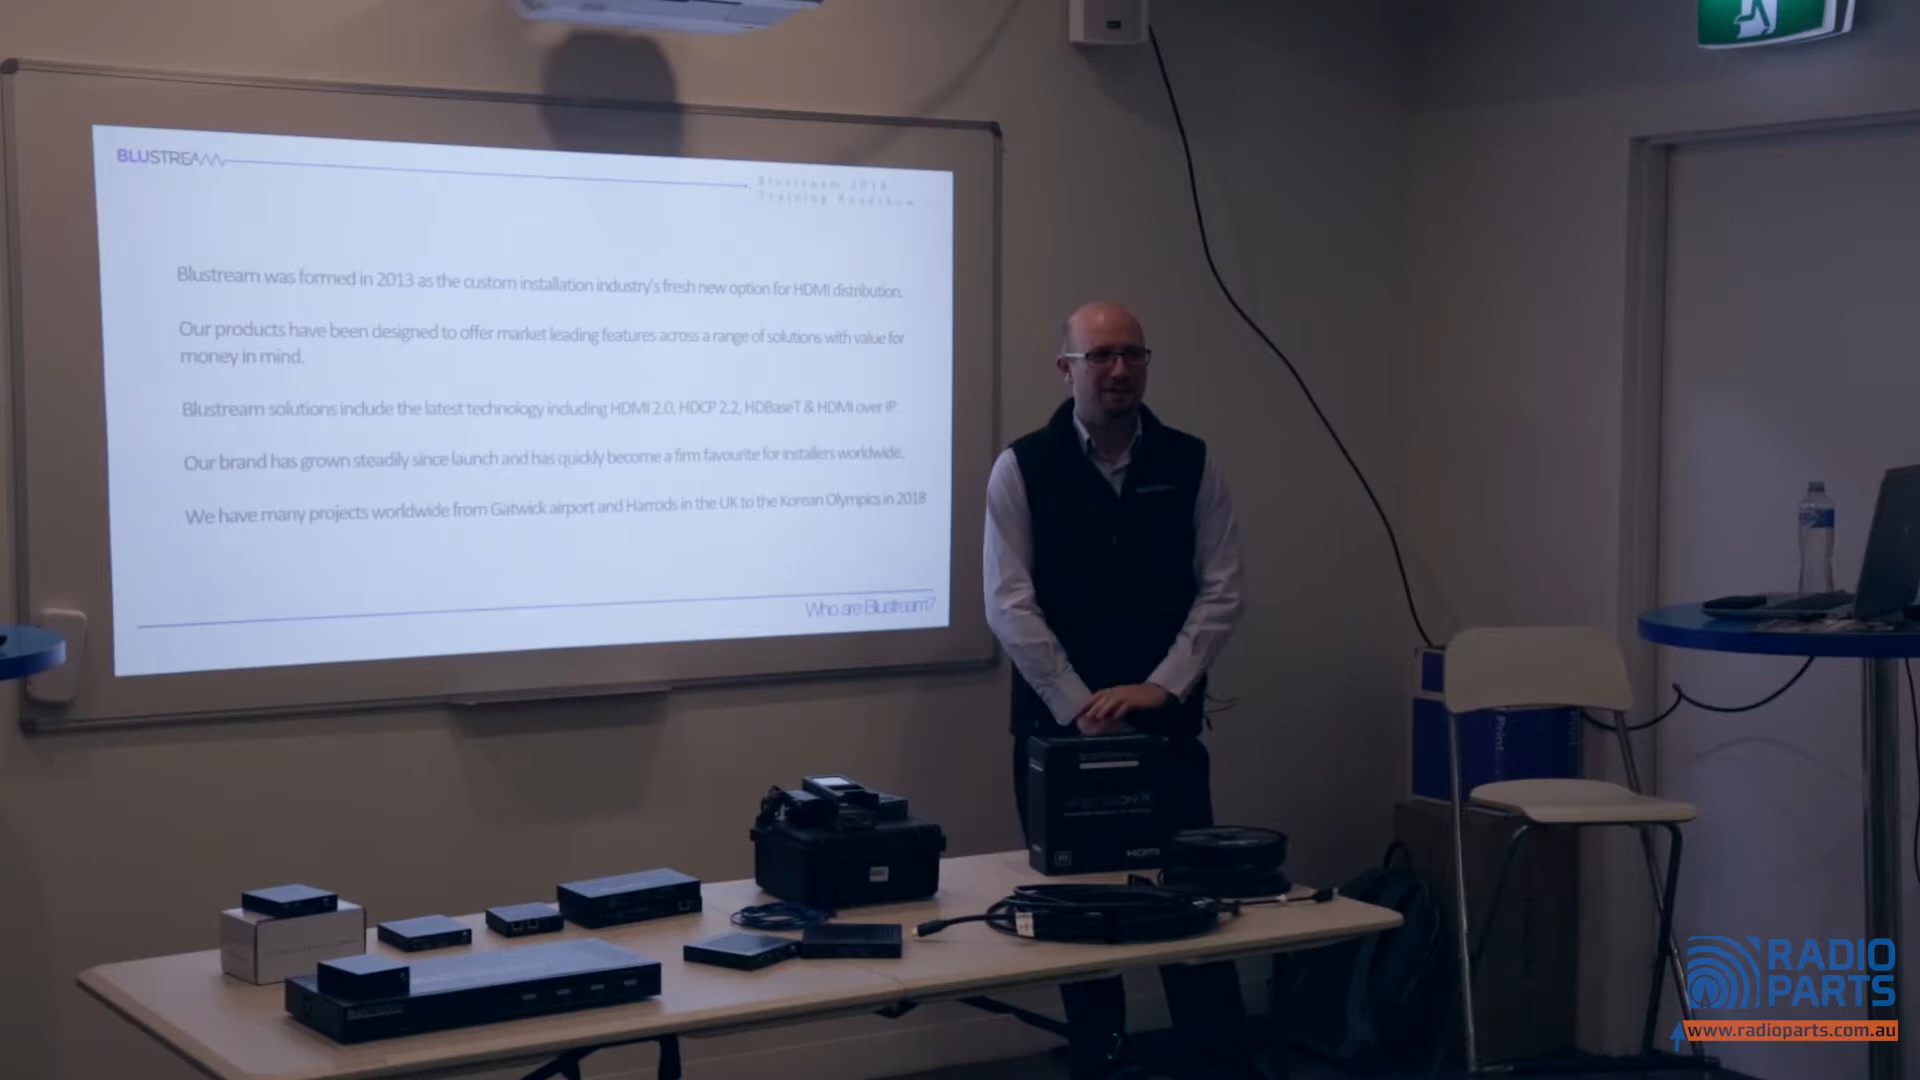 BLUSTREAM
Blustream 2018
Training Roadshow
Blustream was formed in 2013 as the custom installation industry's fresh new option for HDMI distribution.
Our products have been designed to offer market leading features across a range of solutions with value for
money in mind.
Blustream solutions include the latest technology including HDMI 2.0, HDCP 2.2, HDBaseT & HDMI over IP.
Our brand has grown steadily since launch and has quickly become a firm favourite for installers worldwide.
We have many projects worldwide from Gatwick airport and Harrods in the UK to the Korean Olympics in 2018
Who are Blustream?
Print
HDMI
RADIO
PARTS
www.radioparts.com.au